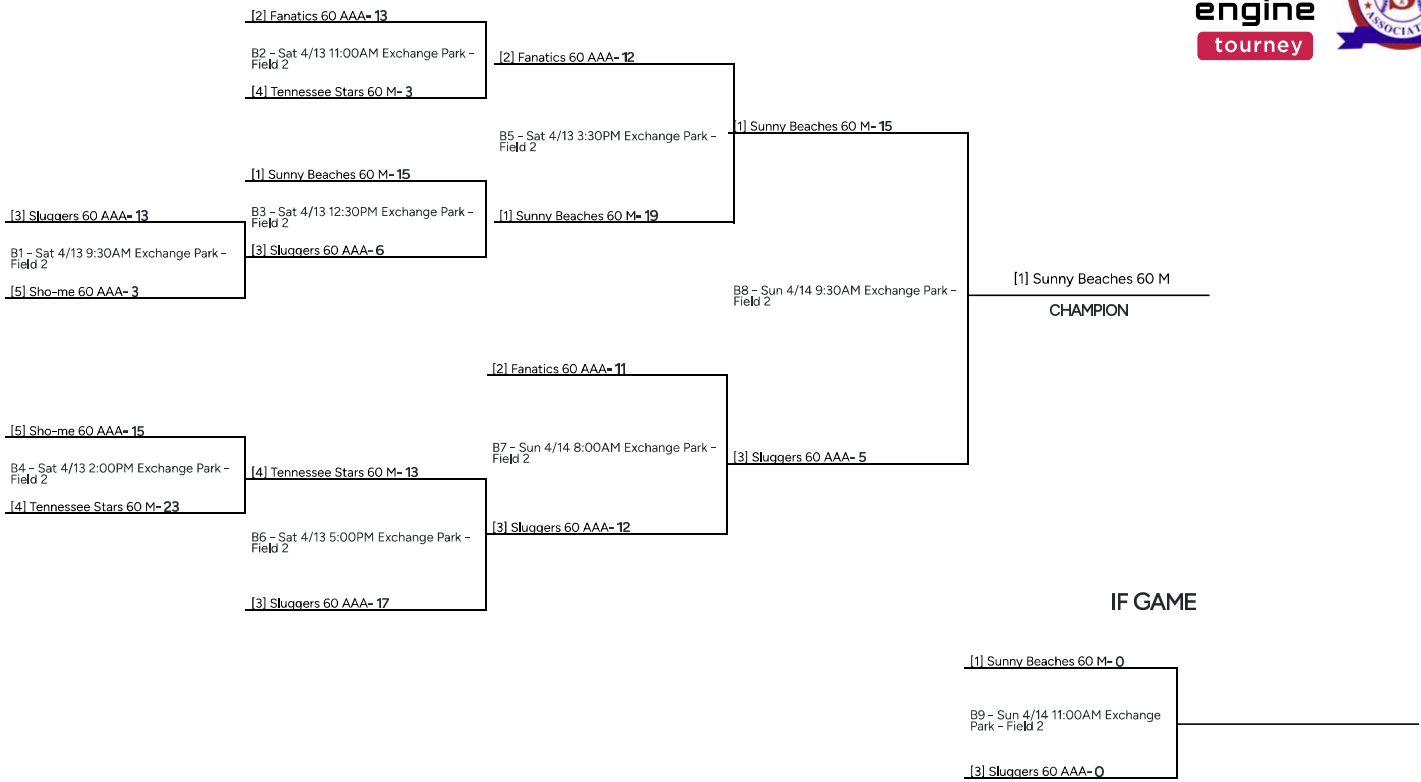 engine
tourney
ASSOCIAT
[2] Fanatics 60 AAA- 13
B2 – Sat 4/13 11:00AM Exchange Park –
Field 2
[4] Tennessee Stars 60 M- 3
[2] Fanatics 60 AAA- 12
B5 – Sat 4/13 3:30PM Exchange Park –
Field 2
[1] Sunny Beaches 60 M- 19
[1] Sunny Beaches 60 M- 15
[1] Sunny Beaches 60 M- 15
B3 – Sat 4/13 12:30PM Exchange Park –
Field 2
[3] Sluggers 60 AAA- 6
[3] Sluggers 60 AAA- 13
B1 – Sat 4/13 9:30AM Exchange Park –
Field 2
[5] Sho-me 60 AAA- 3
B8 – Sun 4/14 9:30AM Exchange Park –
Field 2
[1] Sunny Beaches 60 M
CHAMPION
[2] Fanatics 60 AAA- 11
B7 – Sun 4/14 8:00AM Exchange Park –
Field 2
[3] Sluggers 60 AAA- 12
[3] Sluggers 60 AAA- 5
[5] Sho-me 60 AAA- 15
B4 – Sat 4/13 2:00PM Exchange Park –
Field 2
[4] Tennessee Stars 60 M- 23
[4] Tennessee Stars 60 M- 13
B6 – Sat 4/13 5:00PM Exchange Park –
Field 2
[3] Sluggers 60 AAA- 17
IF GAME
[1] Sunny Beaches 60 M- 0
B9 – Sun 4/14 11:00AM Exchange
Park – Field 2
[3] Sluggers 60 AAA- 0